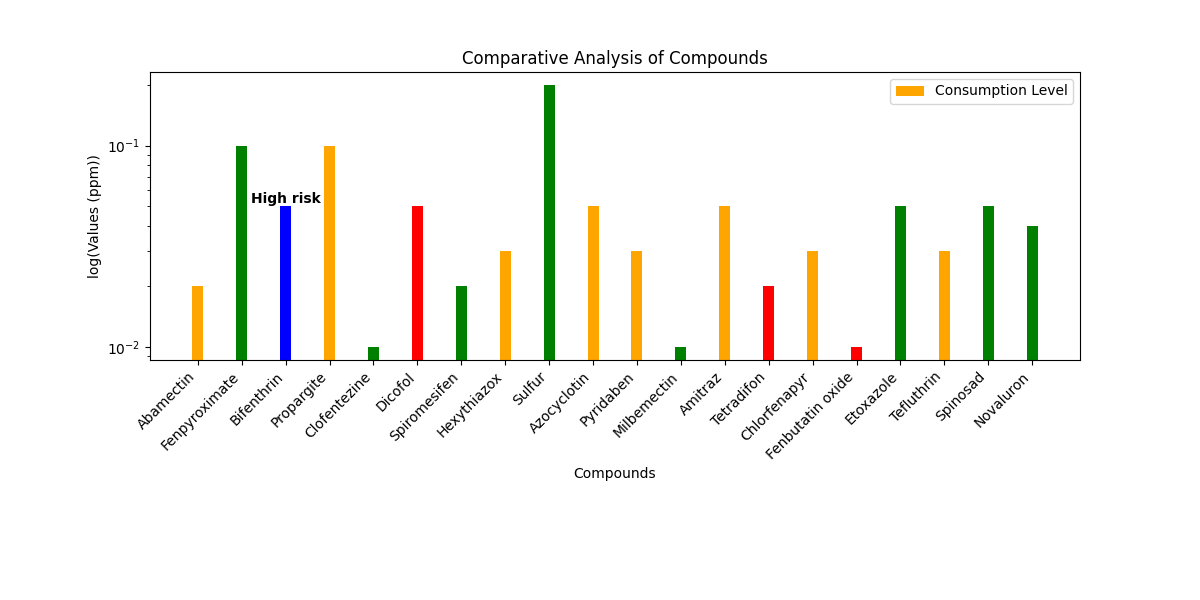 Comparative Analysis of Compounds
Consumption Level
log(Values (ppm))
10⁻¹
10⁻²
High risk
Abamectin
Fenpyroximate
Bifenthrin
Propargite
Clofentezine
Dicofol
Spiromesifen
Hexythiazox
Sulfur
Azocyclotin
Pyridaben
Milbemectin
Amitraz
Tetradifon
Chlorfenapyr
Fenbutatin oxide
Etoxazole
Tefluthrin
Spinosad
Novaluron
Compounds